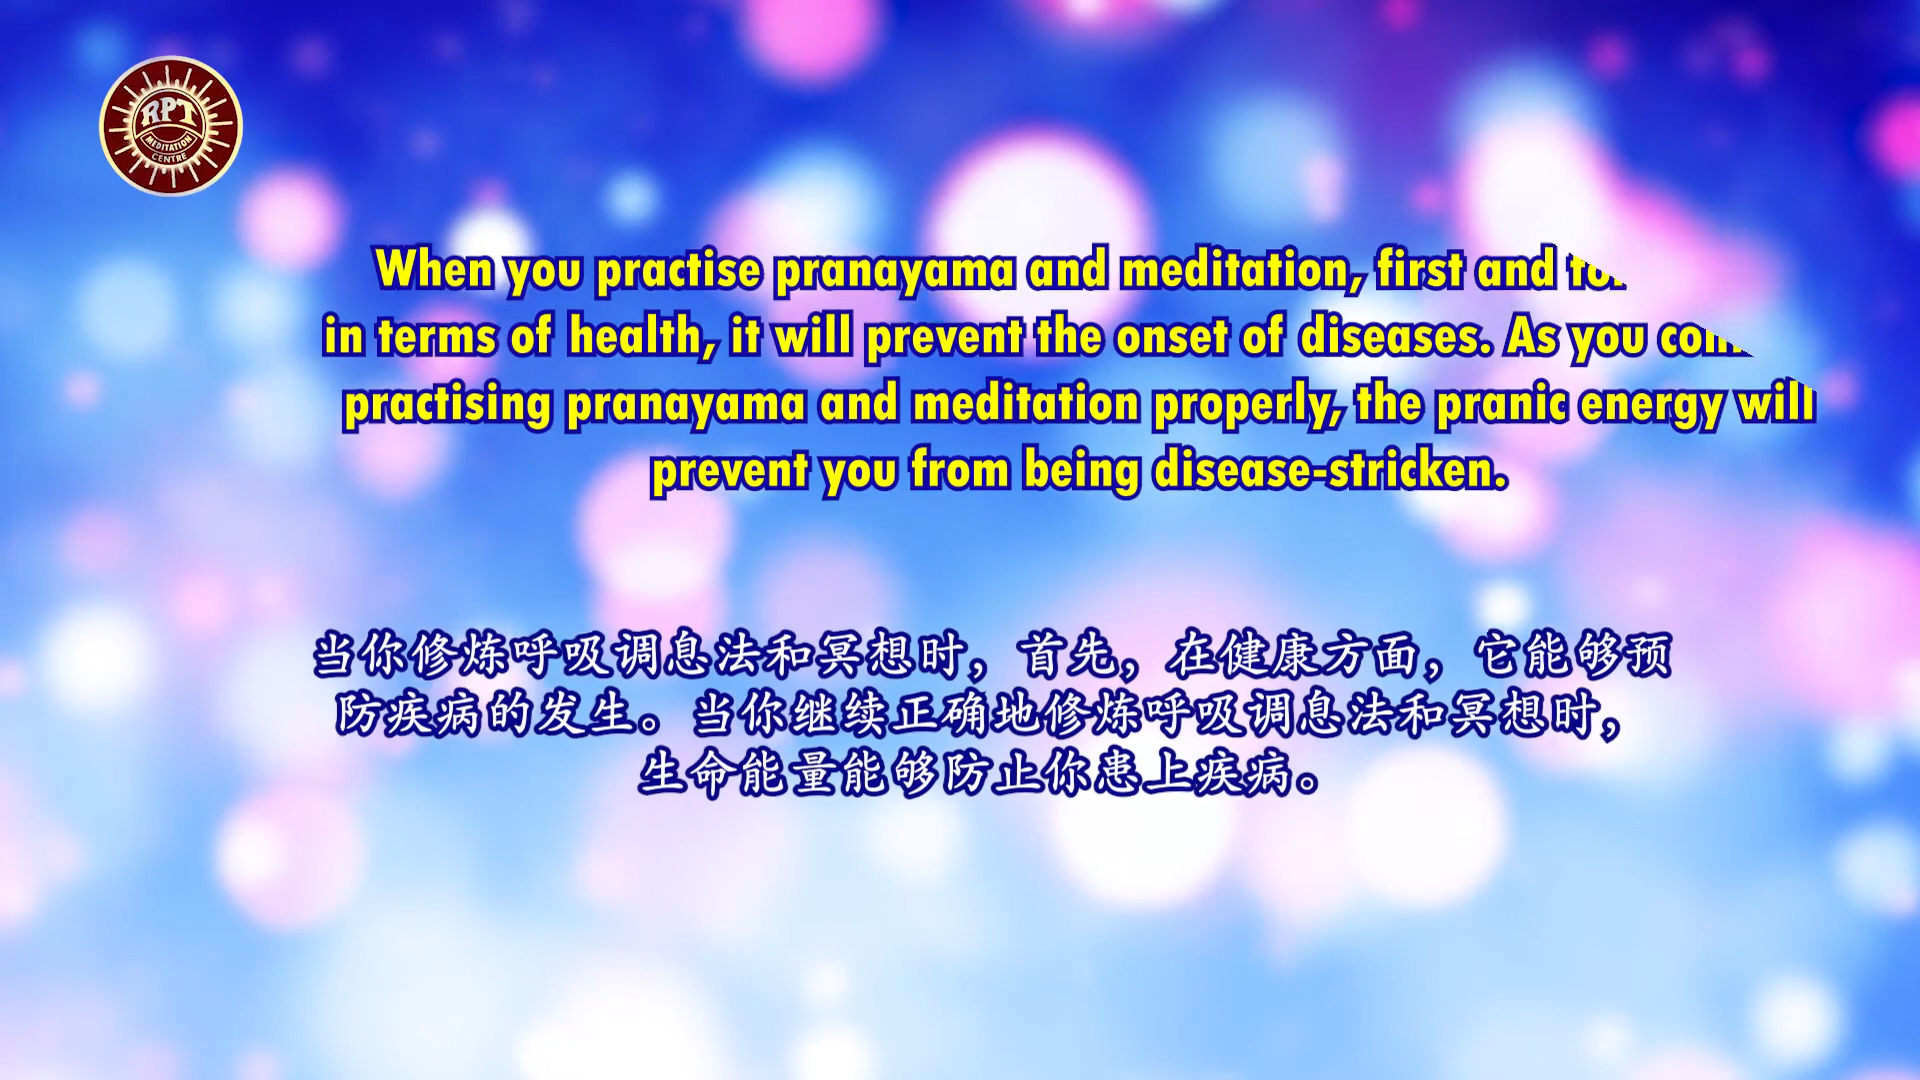 RPT
MEDITATION
CENTRE
When you practise pranayama and meditation, first and
in terms of health, it will prevent the onset of diseases. As you
practising pranayama and meditation properly, the pranic energy will
prevent you from being disease-stricken.
当你修炼呼吸调息法和冥想时，首先，在健康方面，它能够预
防疾病的发生。当你继续正确地修炼呼吸调息法和冥想时，
生命能量能够防止你患上疾病。